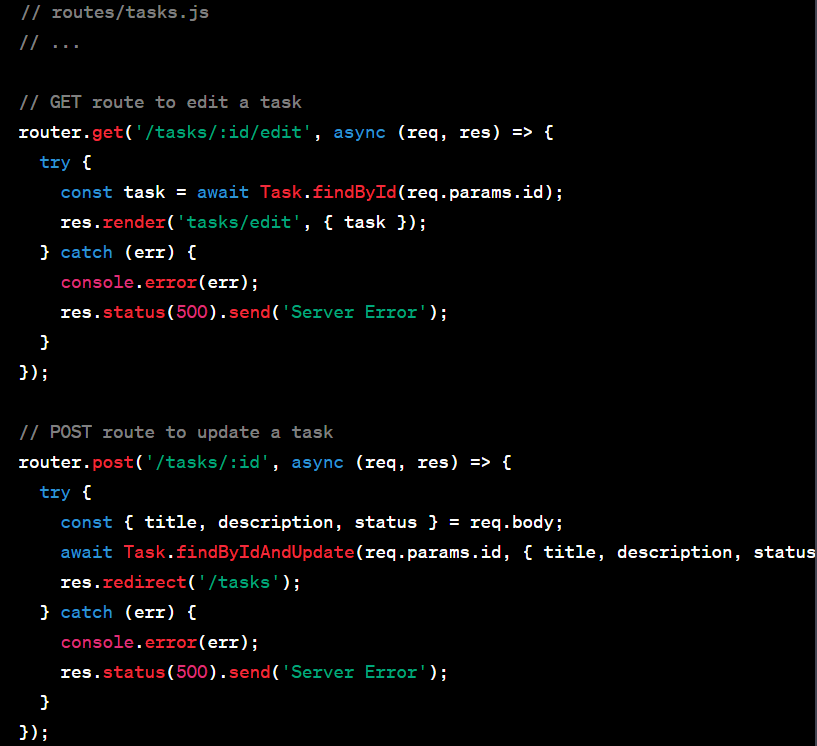 // routes/tasks.js
// ...

// GET route to edit a task
router.get('/tasks/:id/edit', async (req, res) => {
  try {
    const task = await Task.findById(req.params.id);
    res.render('tasks/edit', { task });
  } catch (err) {
    console.error(err);
    res.status(500).send('Server Error');
  }
});

// POST route to update a task
router.post('/tasks/:id', async (req, res) => {
  try {
    const { title, description, status } = req.body;
    await Task.findByIdAndUpdate(req.params.id, { title, description, status
    res.redirect('/tasks');
  } catch (err) {
    console.error(err);
    res.status(500).send('Server Error');
  }
});